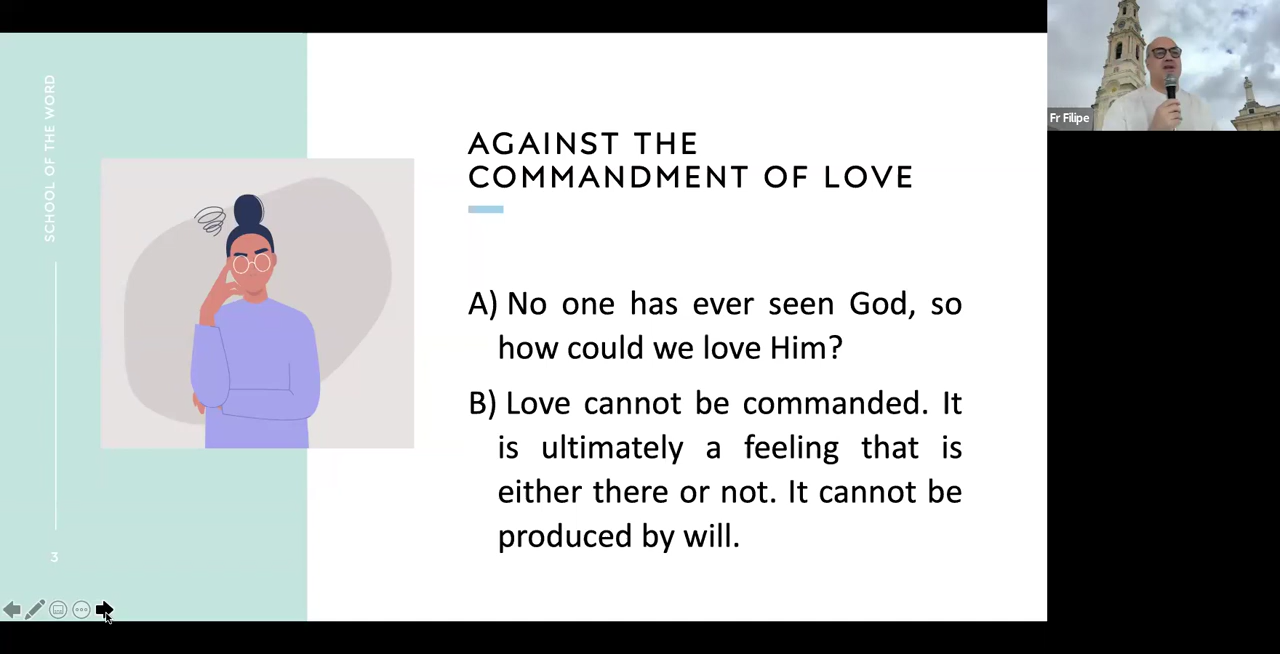 SCHOOL OF THE WORD
3
AGAINST THE
COMMANDMENT OF LOVE
A) No one has ever seen God, so
how could we love Him?
B) Love cannot be commanded. It
is ultimately a feeling that is
either there or not. It cannot be
produced by will.
Fr Filipe